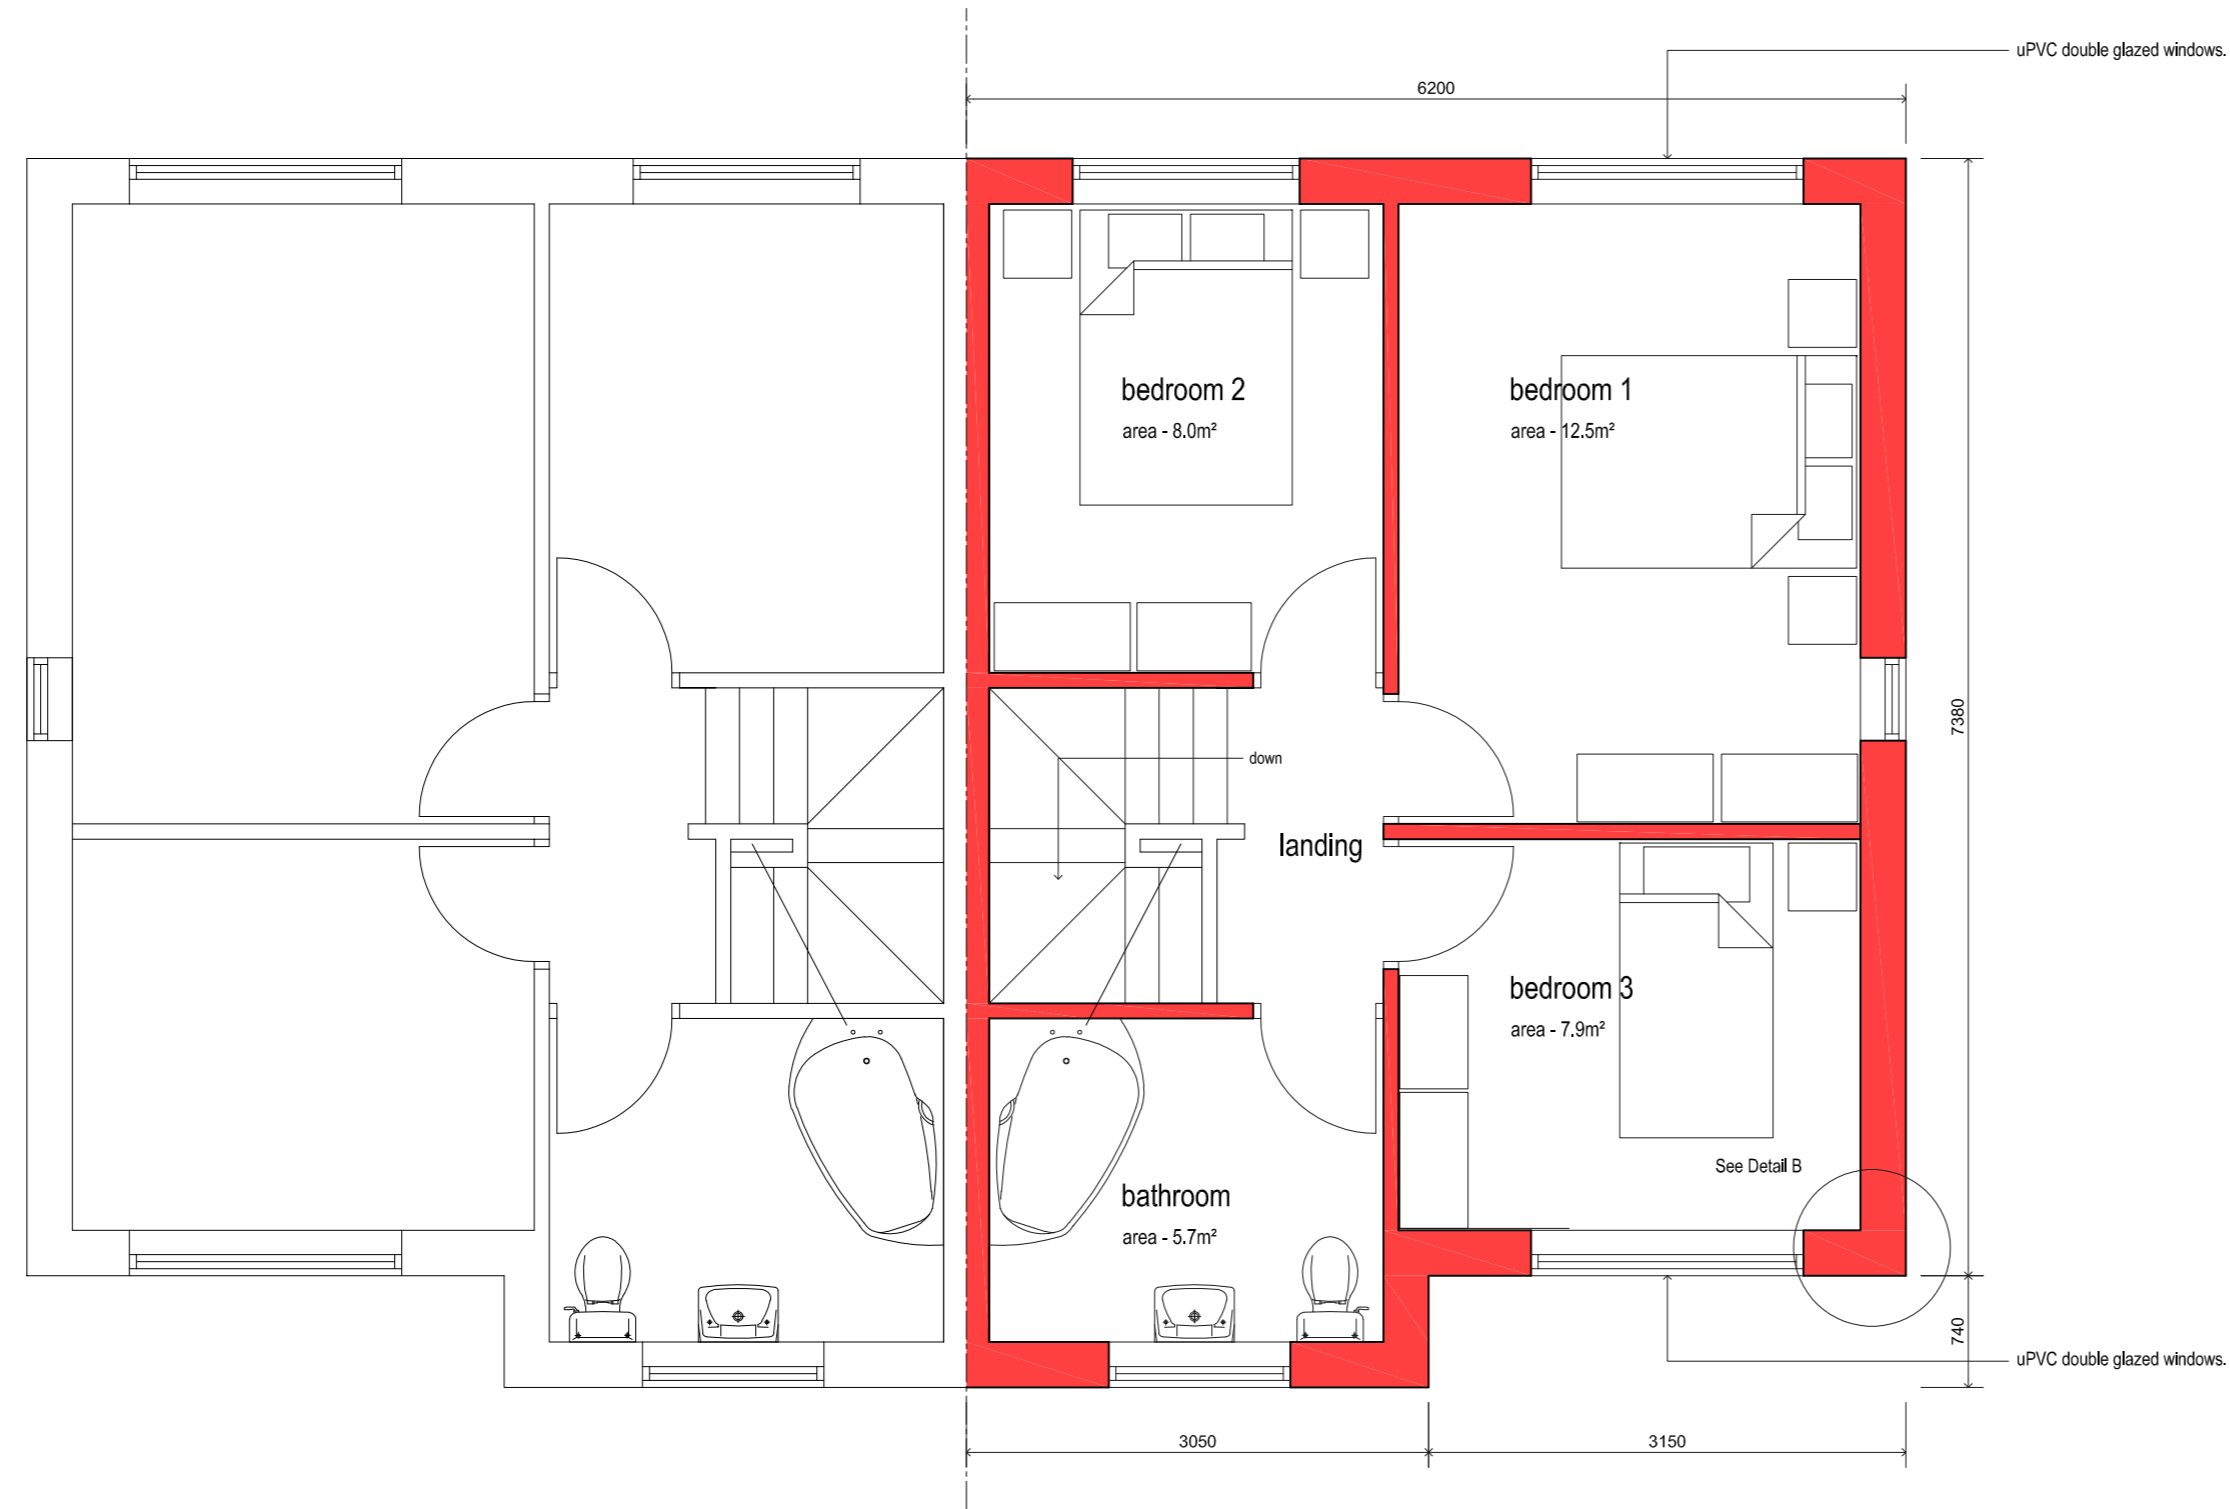 uPVC double glazed windows.
6200
bedroom 2
area - 8.0m²
bedroom 1
area - 12.5m²
7380
down
landing
bedroom 3
area - 7.9m²
See Detail B
bathroom
area - 5.7m²
740
uPVC double glazed windows.
3050
3150